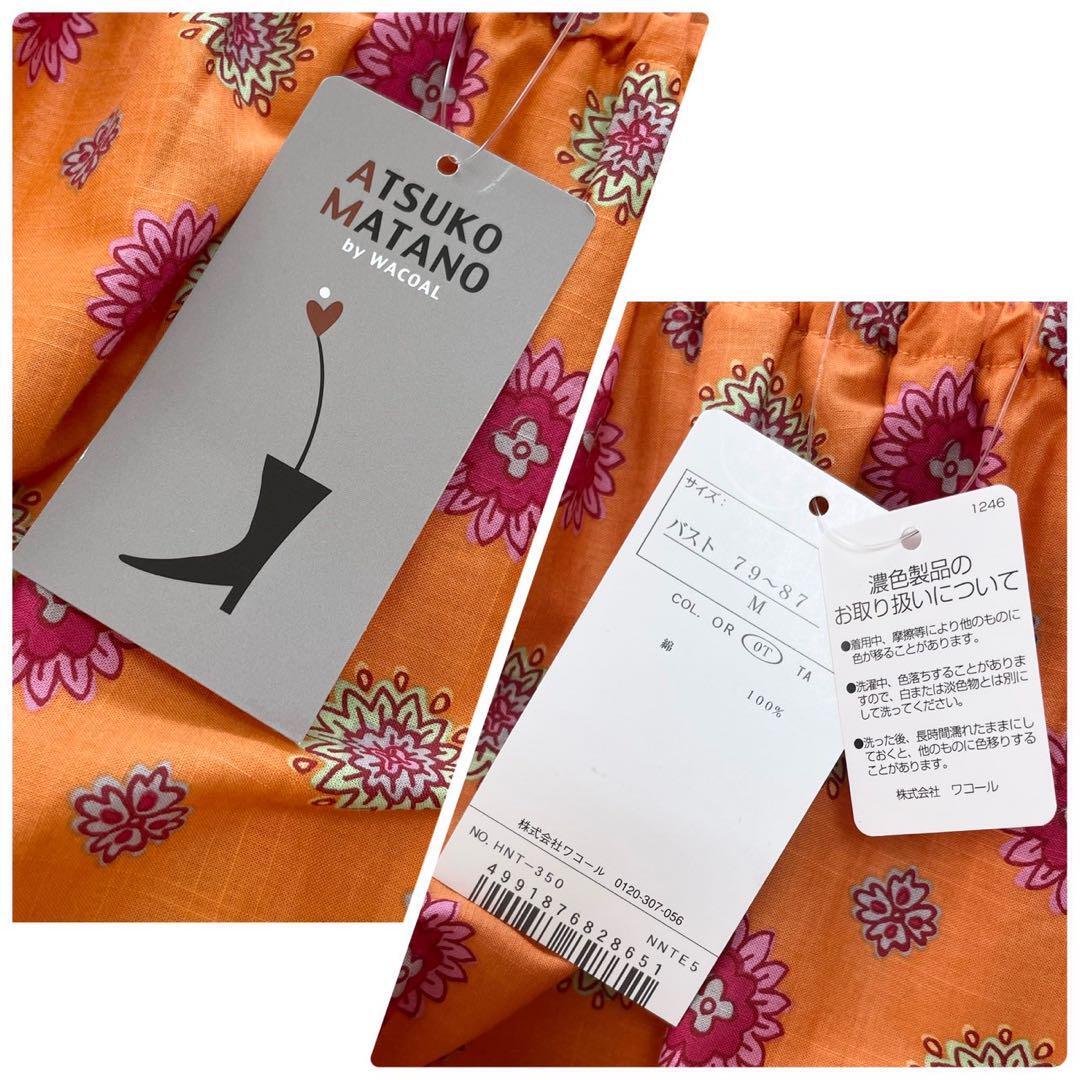 ATSUKO
MATANO
by WACOAL
サイズ:
バスト 79~87
M
COL. OR OT TA
綿 100%
株式会社ワコール 0120-307-056
NO. HNT-350 NNTE5
4991876828651
1246
濃色製品の
お取り扱いについて
●着用中、摩擦等により他のものに
色が移ることがあります。
●洗濯中、色落ちすることがありま
すので、白または淡色物とは別に
して洗ってください。
●洗った後、長時間濡れたままにし
ておくと、他のものに色移りする
ことがあります。
株式会社 ワコール